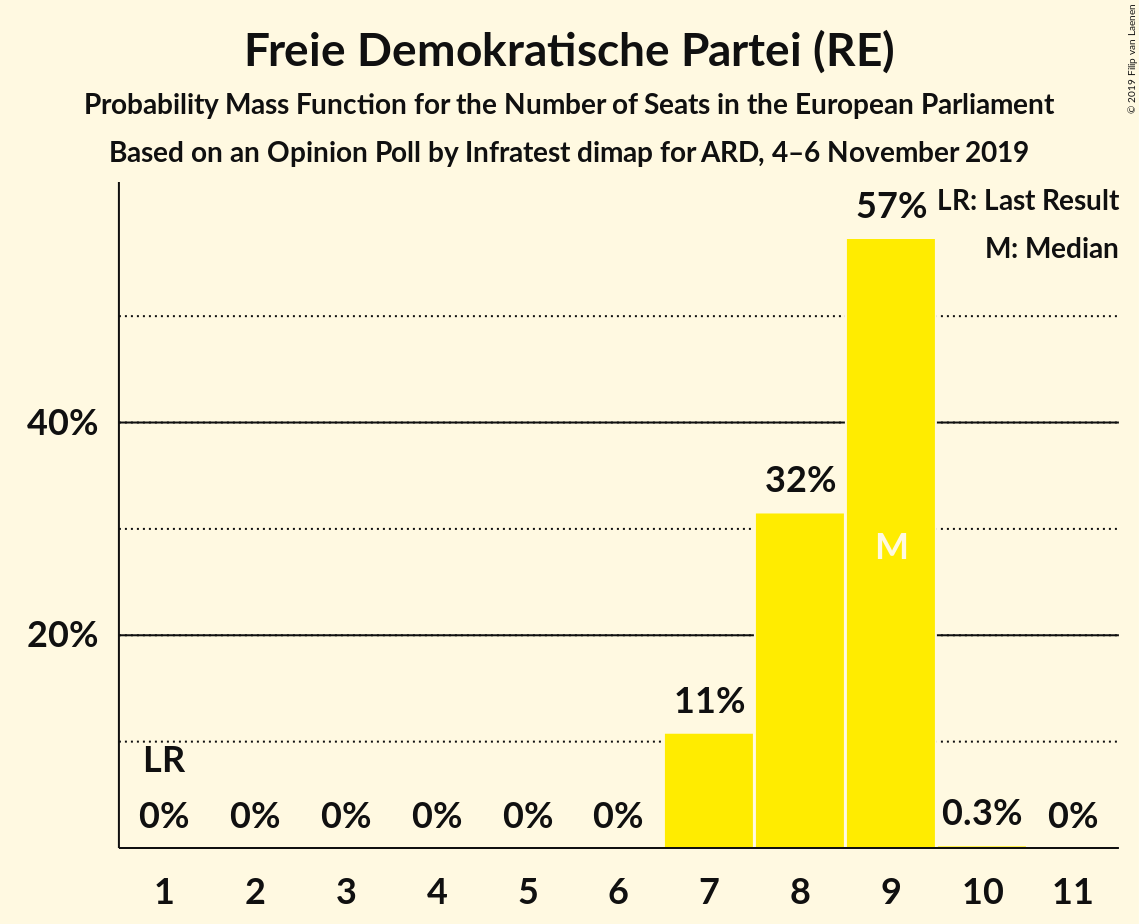 Freie Demokratische Partei (RE)
Probability Mass Function for the Number of Seats in the European Parliament
Based on an Opinion Poll by Infratest dimap for ARD, 4–6 November 2019
© 2019 Filip van Laenen
LR: Last Result
M: Median
57%
40%
32%
M
20%
11%
LR
0% 0% 0% 0% 0% 0% 0.3% 0%
1 2 3 4 5 6 7 8 9 10 11